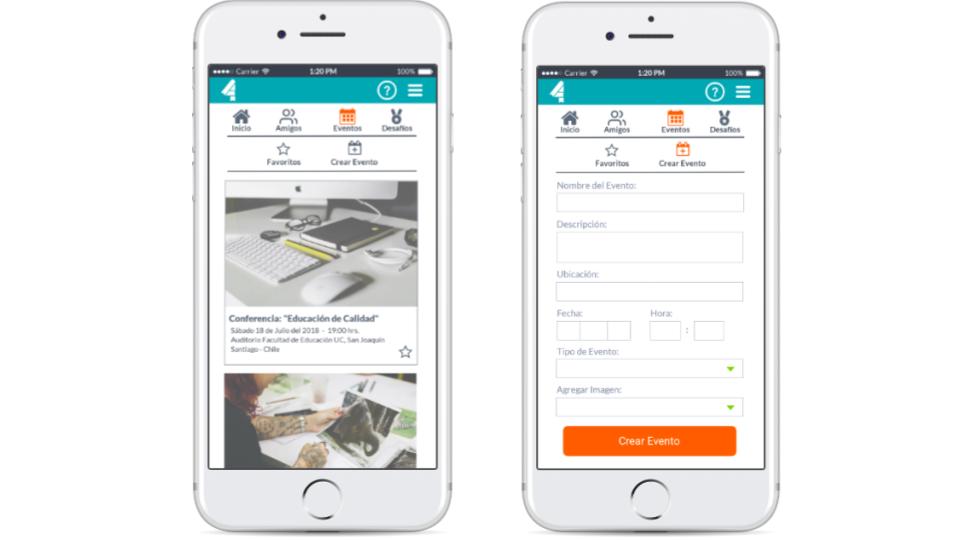 Carrier
1:20 PM
100%
4
?
Inicio
Amigos
Eventos
Desafíos
Favoritos
Crear Evento
Conferencia: "Educación de Calidad"
Sábado 18 de Julio del 2018 - 19:00 hrs.
Auditorio Facultad de Educación UC, San Joaquín
Santiago - Chile
Carrier
1:20 PM
100%
4
?
Inicio
Amigos
Eventos
Desafíos
Favoritos
Crear Evento
Nombre del Evento:
Descripción:
Ubicación:
Fecha:
Hora:
:
Tipo de Evento:
Agregar Imagen:
Crear Evento